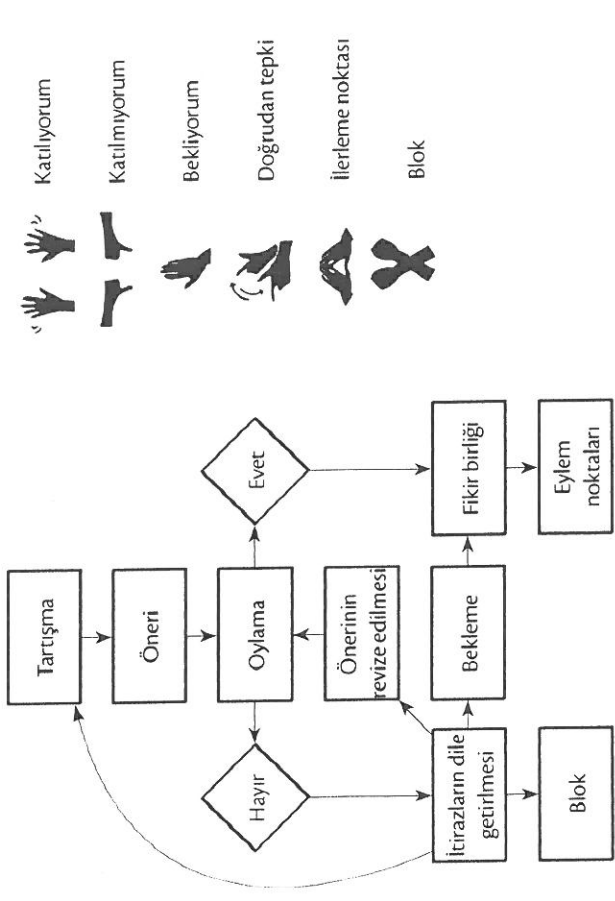 Tartışma
Öneri
Hayır
Oylama
Evet
Önerinin
revize edilmesi
İtirazların dile
getirlmesi
Bekleme
Fikir birliği
Blok
Eylem
noktaları
Katılıyorum
Katılmıyorum
Bekliyorum
Doğrudan tepki
İlerleme noktası
Blok